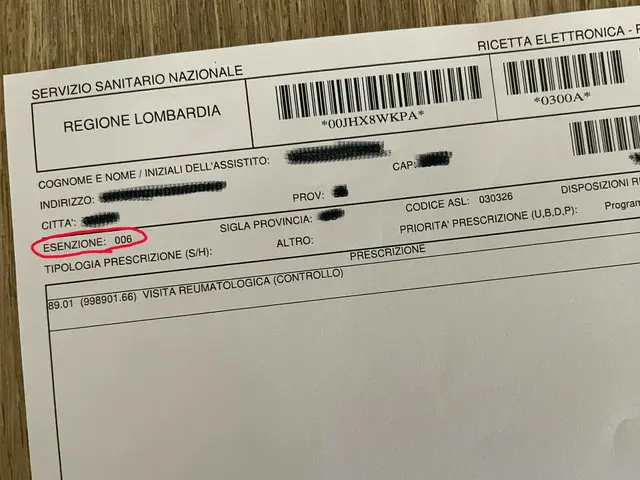 SERVIZIO SANITARIO NAZIONALE
RICETTA ELETTRONICA -
REGIONE LOMBARDIA
*00JHX8WKPA*
*0300A*
COGNOME E NOME / INIZIALI DELL'ASSISTITO:
INDIRIZZO:
PROV:
CAP:
CITTA':
SIGLA PROVINCIA:
CODICE ASL: 030326
DISPOSIZIONI
ESENZIONE: 006
ALTRO:
PRIORITA' PRESCRIZIONE (U,B,D,P):
TIPOLOGIA PRESCRIZIONE (S/H):
PRESCRIZIONE
89.01 (998901.66) VISITA REUMATOLOGICA (CONTROLLO)